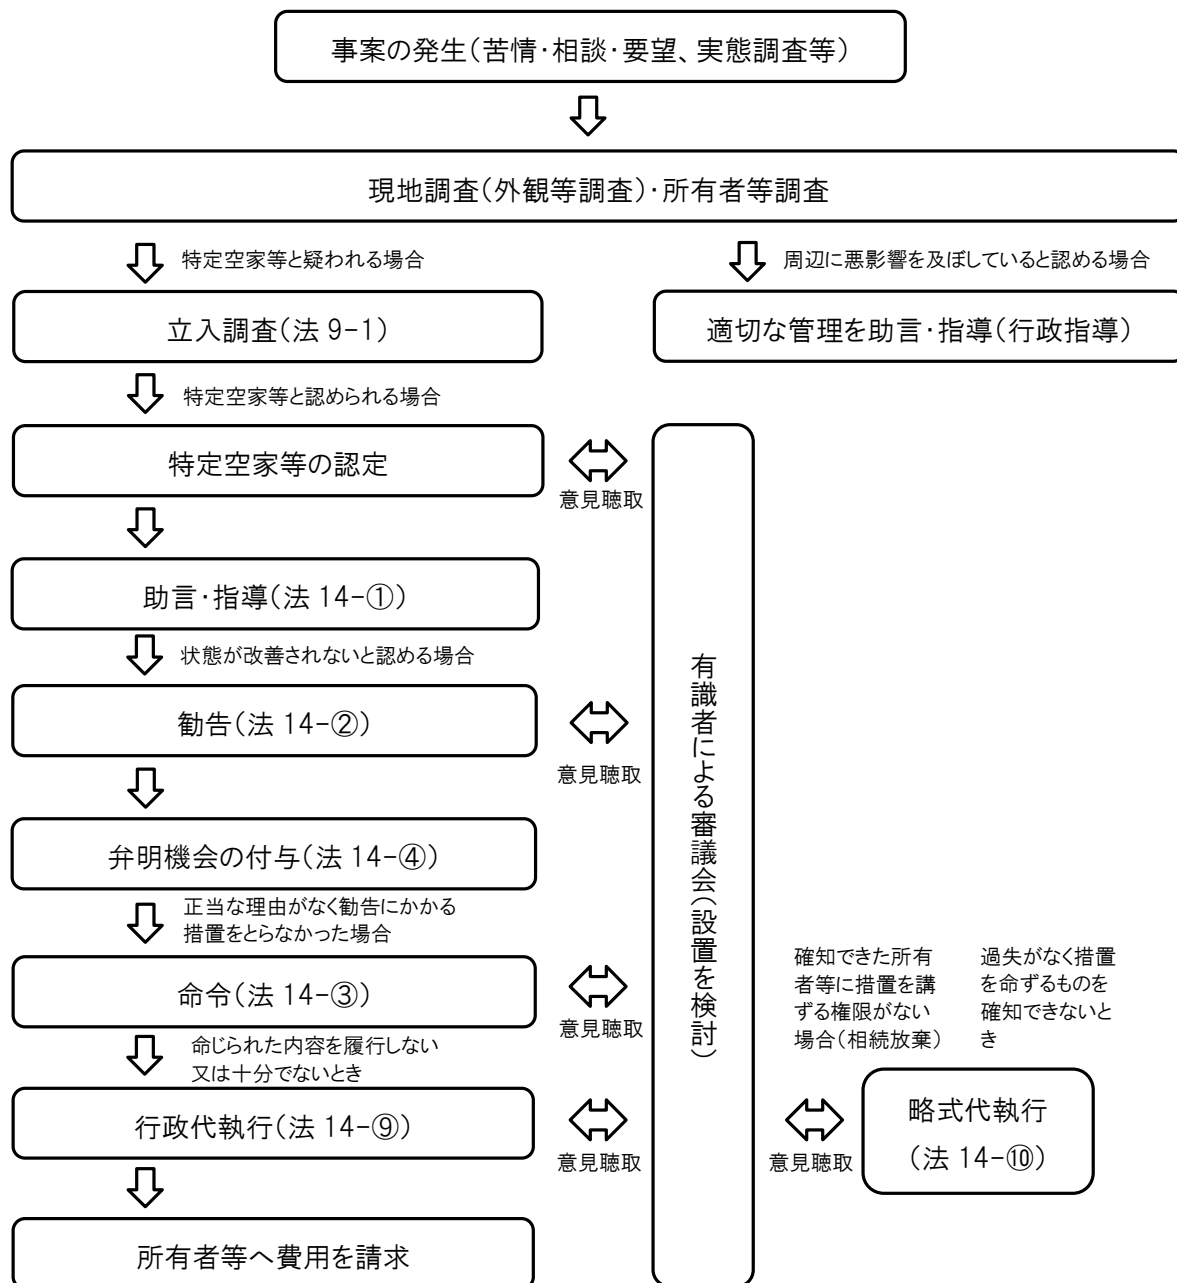 事案の発生(苦情・相談・要望、実態調査等)
現地調査(外観等調査)・所有者等調査
特定空家等と疑われる場合
周辺に悪影響を及ぼしていると認める場合
立入調査(法 9-1)
適切な管理を助言・指導(行政指導)
特定空家等と認められる場合
特定空家等の認定
意見聴取
助言・指導(法 14-①)
状態が改善されないと認める場合
勧告(法 14-②)
意見聴取
有識者による審議会(設置を検討)
弁明機会の付与(法 14-④)
正当な理由がなく勧告にかかる
措置をとらなかった場合
命令(法 14-③)
意見聴取
確知できた所有
者等に措置を講
ずる権限がない
場合(相続放棄)
過失がなく措置
を命ずるものを
確知できないと
き
命じられた内容を履行しない
又は十分でないとき
行政代執行(法 14-⑨)
意見聴取
意見聴取
略式代執行
(法 14-⑩)
所有者等へ費用を請求